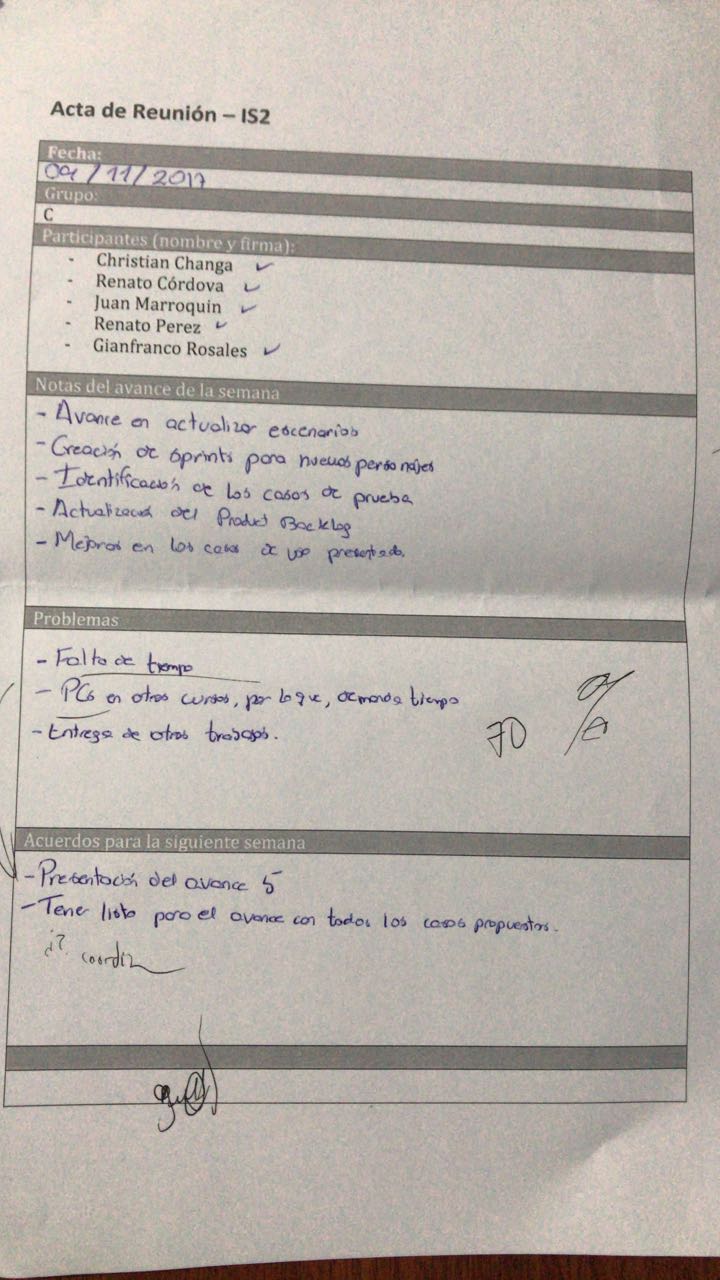 Acta de Reunión – IS2
Fecha:
09/11/2017
Grupo:
C
Participantes (nombre y firma):
- Christian Changa ✓
- Renato Córdova ✓
- Juan Marroquin ✓
- Renato Perez ✓
- Gianfranco Rosales ✓
Notas del avance de la semana
- Avance en actualizar escenarios
- Creación de sprints para nuevos personajes
- Identificación de los casos de prueba
- Actualización del Product Backlog
- Mejoras en los casos de uso presentado.
Problemas
- Falta de tiempo
- PCs en otros cursos, por lo que, demanda tiempo
- Entrega de otros trabajos.
70 %
Acuerdos para la siguiente semana
- Presentación del avance 5
- Tener listo para el avance con todos los casos propuestos.
¿?